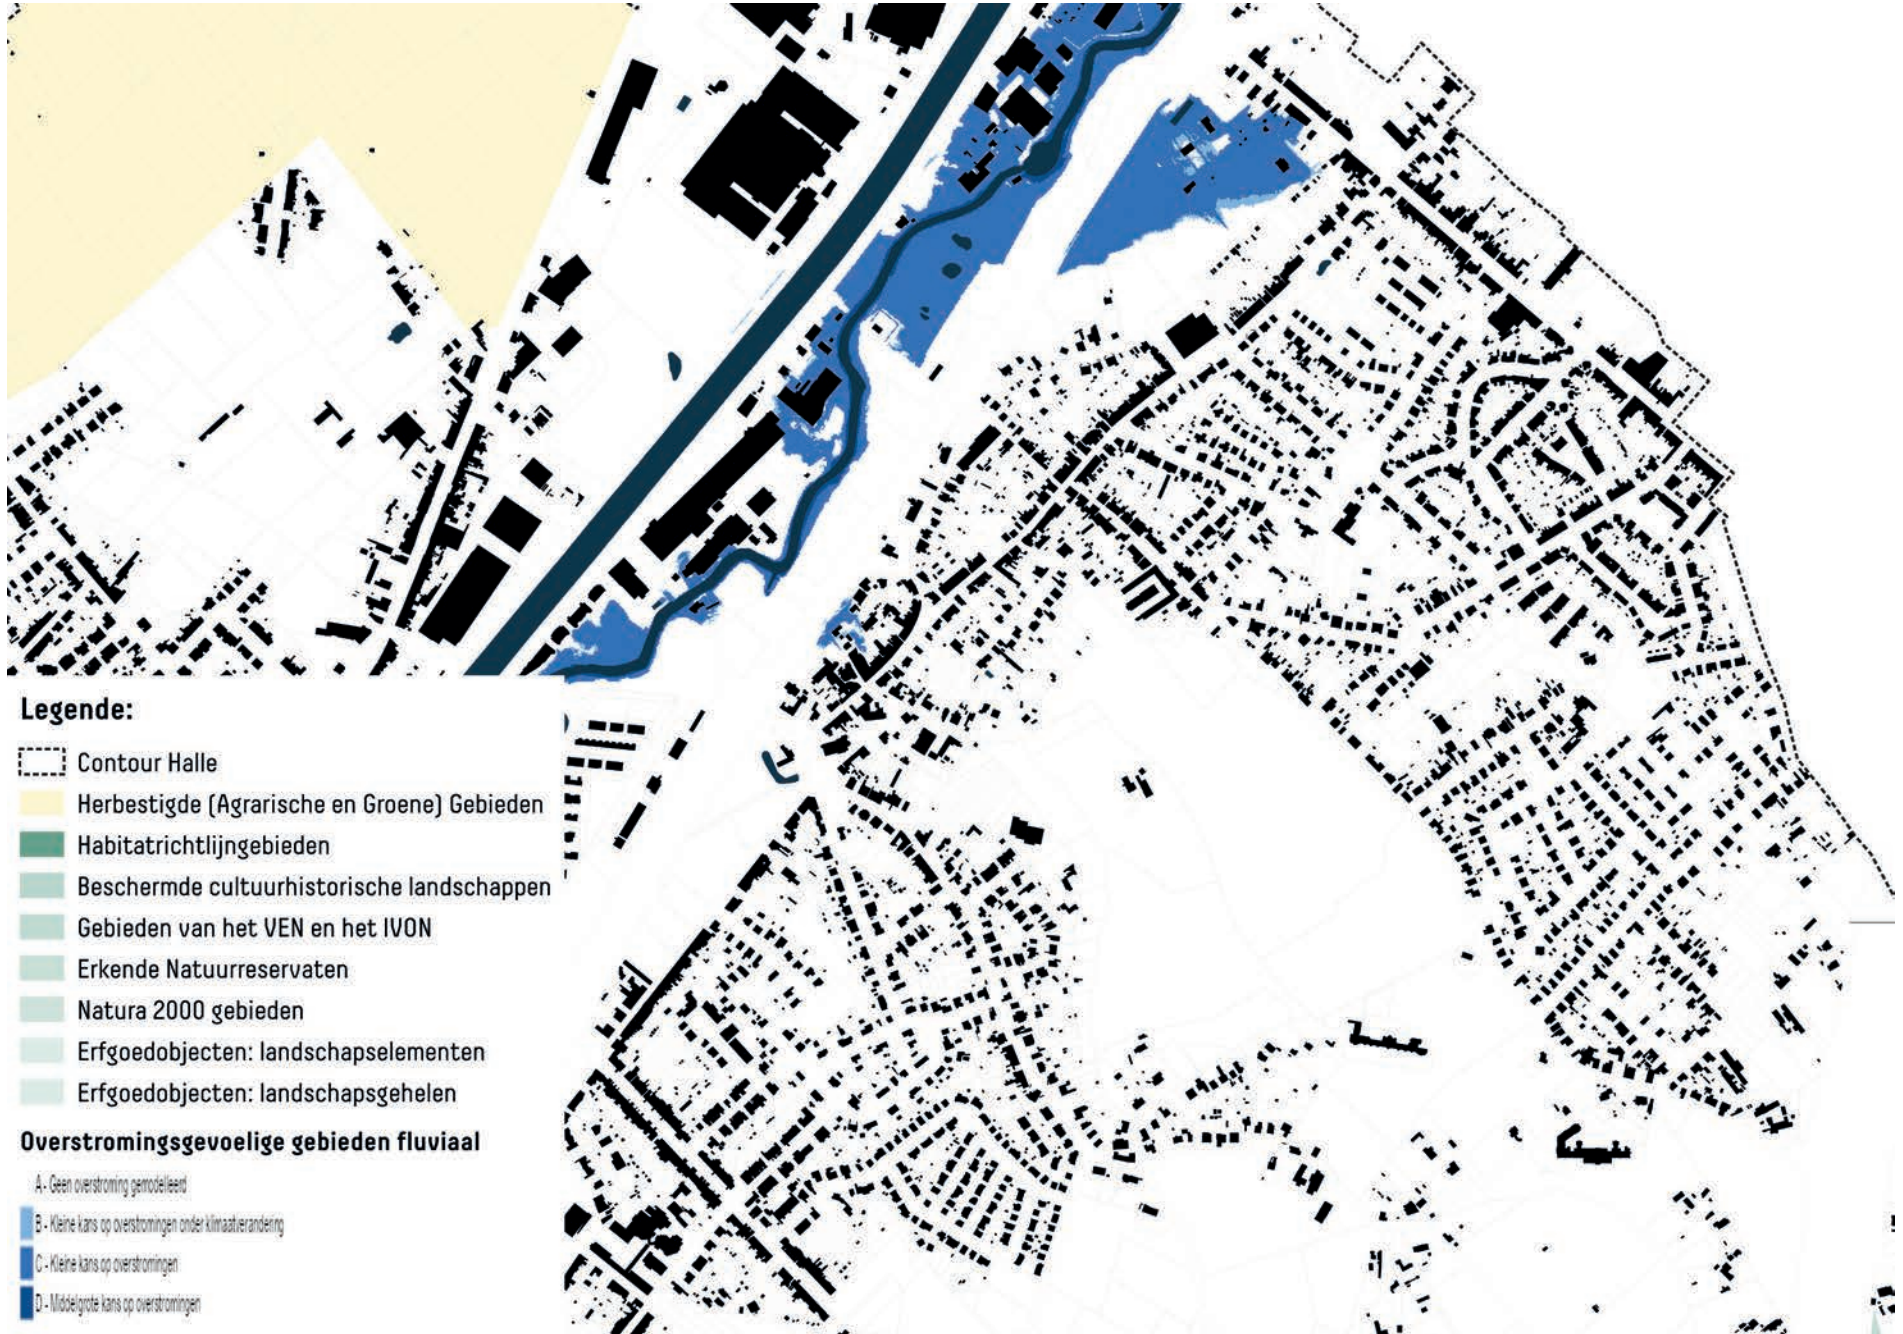 Legende:
Contour Halle
Herbestigde (Agrarische en Groene) Gebieden
Habitatrichtlijngebieden
Beschermde cultuurhistorische landschappen
Gebieden van het VEN en het IVON
Erkende Natuurreservaten
Natura 2000 gebieden
Erfgoedobjecten: landschapselementen
Erfgoedobjecten: landschapsgehelen
Overstromingsgevoelige gebieden fluviaal
A - Geen overstroming gemodelleerd
B - Kleine kans op overstromingen onder klimaatverandering
C - Kleine kans op overstromingen
D - Middelgrote kans op overstromingen